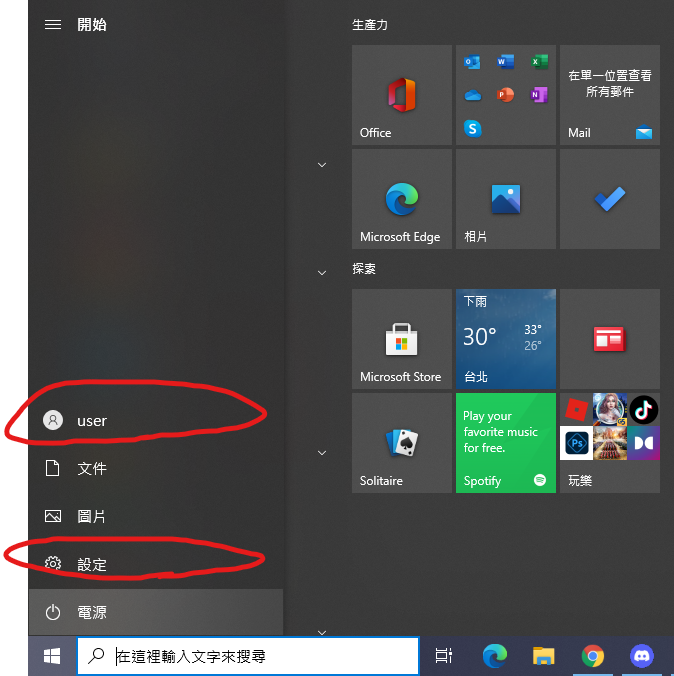 開始
user
文件
圖片
設定
電源
生產力
Office
在單一位置查看
所有郵件
Mail
Microsoft Edge
相片
探索
Microsoft Store
下雨
30°
33°
26°
台北
Solitaire
Play your
favorite music
for free.
Spotify
Ps
玩樂
在這裡輸入文字來搜尋